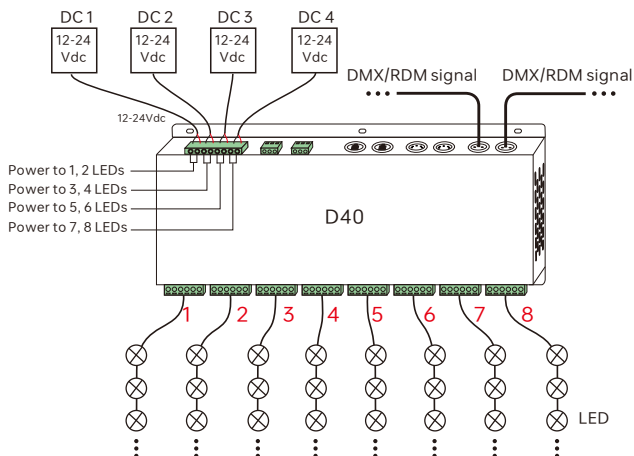 DC 1 DC 2 DC 3 DC 4
12-24 Vdc
12-24 Vdc
12-24 Vdc
12-24 Vdc
DMX/RDM signal DMX/RDM signal
12-24Vdc
Power to 1, 2 LEDs
Power to 3, 4 LEDs
Power to 5, 6 LEDs
Power to 7, 8 LEDs
D40
1 2 3 4 5 6 7 8
LED